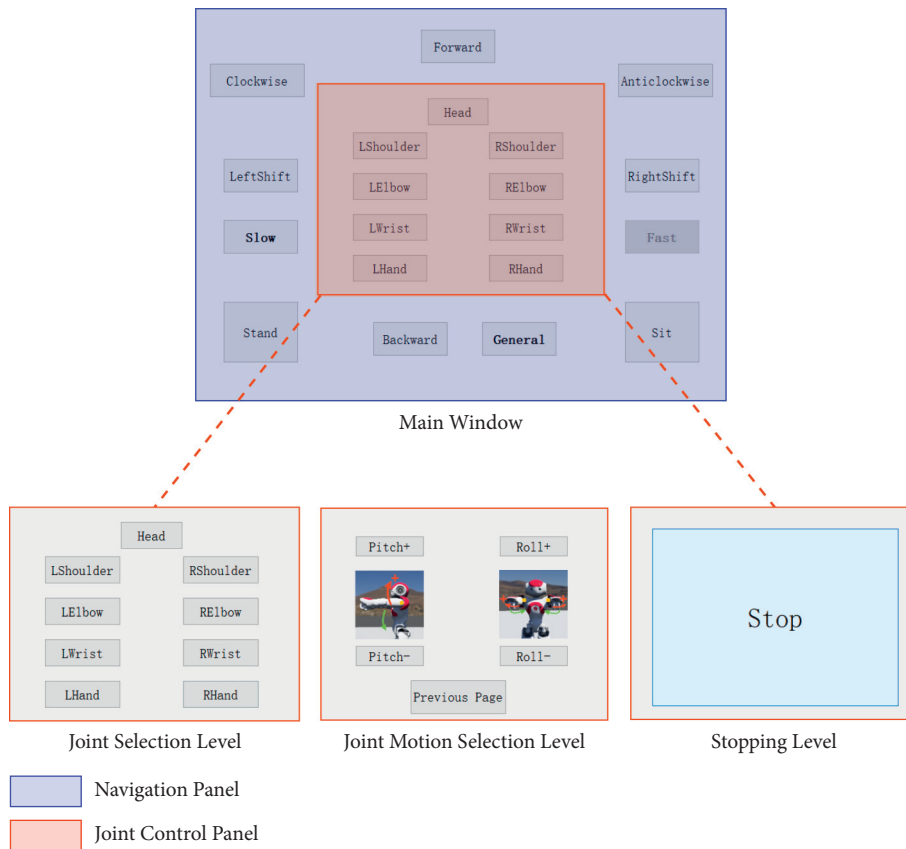 Forward
Clockwise
Anticlockwise
Head
LShoulder
RShoulder
LeftShift
LElbow
RElbow
RightShift
Slow
LWrist
RWrist
Fast
LHand
RHand
Stand
Backward
General
Sit
Main Window
Head
LShoulder
RShoulder
LElbow
RElbow
LWrist
RWrist
LHand
RHand
Joint Selection Level
Pitch+
Roll+
Pitch-
Roll-
Previous Page
Joint Motion Selection Level
Stop
Stopping Level
Navigation Panel
Joint Control Panel